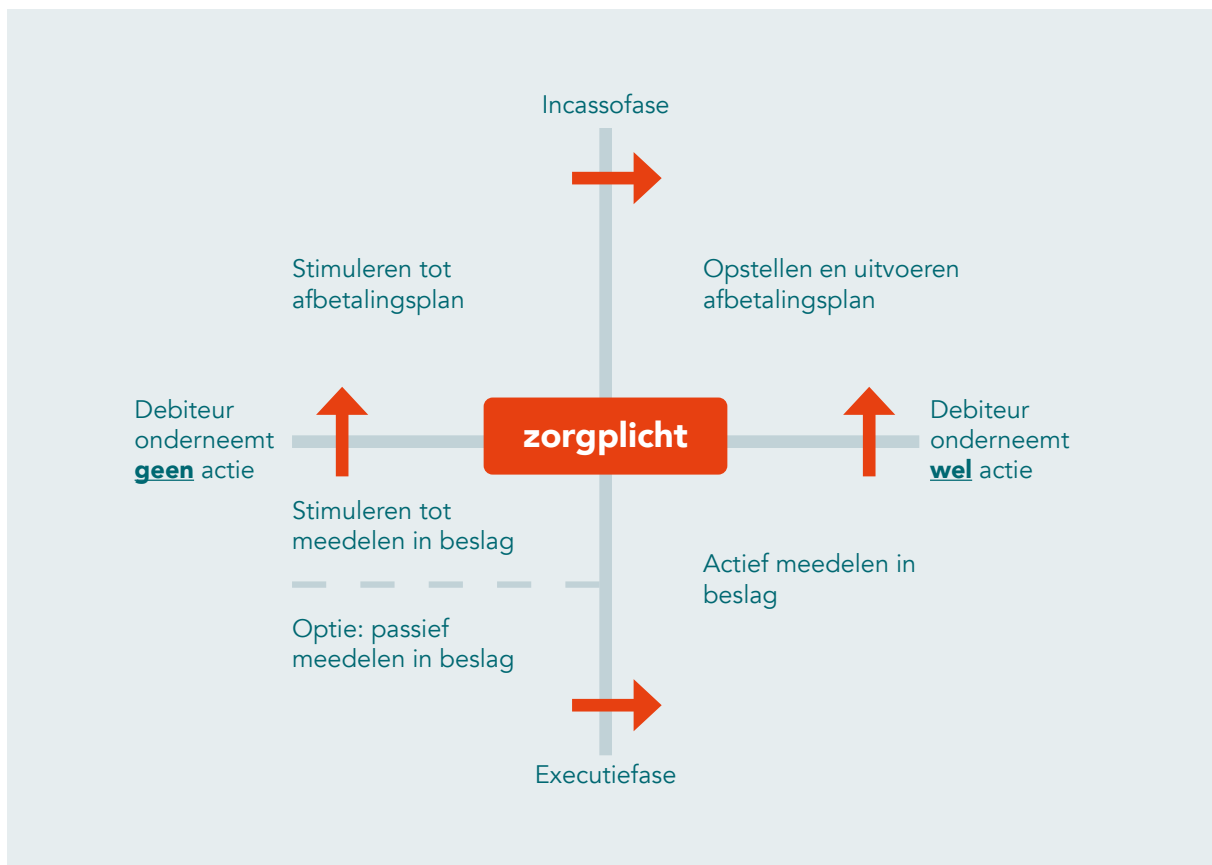 Incassofase
Stimuleren tot
afbetalingsplan
Opstellen en uitvoeren
afbetalingsplan
Debiteur
onderneemt
geen actie
zorgplicht
Debiteur
onderneemt
wel actie
Stimuleren tot
meedelen in beslag
Actief meedelen in
beslag
Optie: passief
meedelen in beslag
Executiefase